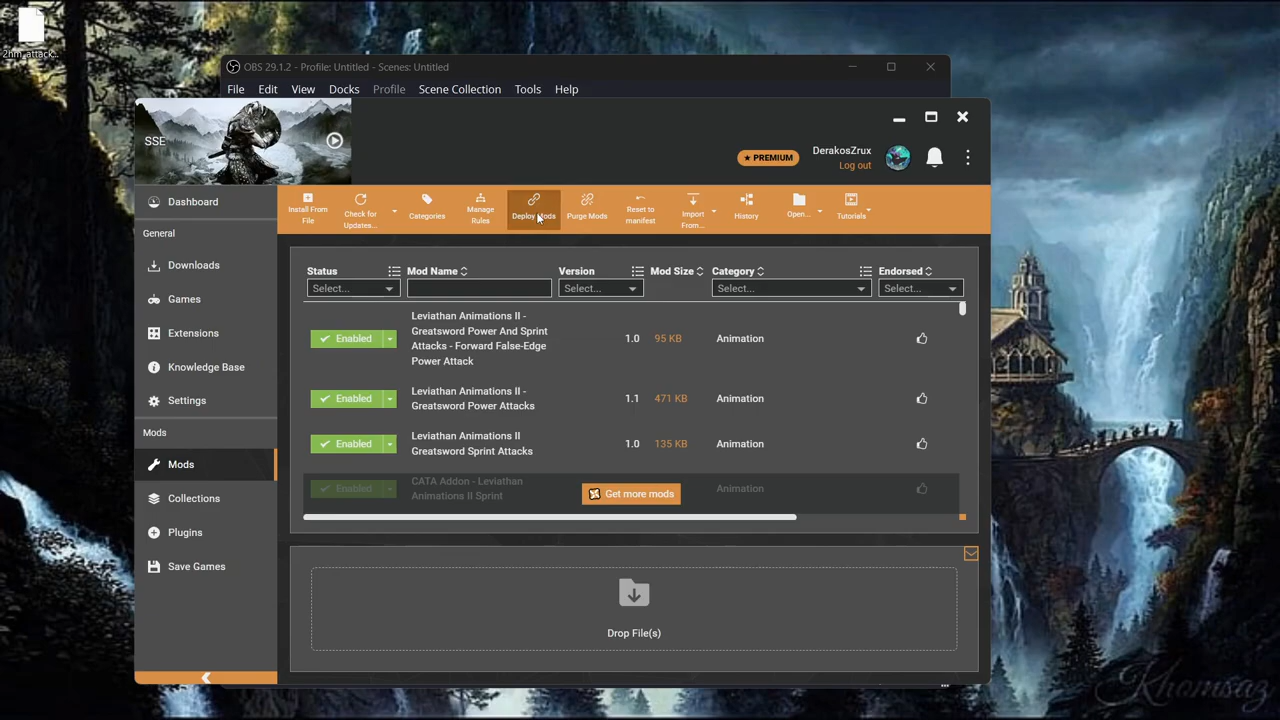 2hm_attack...
OBS 29.1.2 - Profile: Untitled - Scenes: Untitled
File Edit View Docks Profile Scene Collection Tools Help
SSE
PREMIUM
DerakosZrux
Log out
Dashboard
General
Downloads
Games
Extensions
Knowledge Base
Settings
Mods
Mods
Collections
Plugins
Save Games
Install From
File
Check for
Updates...
Categories
Manage
Rules
Deploy Mods
Purge Mods
Reset to
manifest
Import
From...
History
Open...
Tutorials
Status Mod Name Version Mod Size Category Endorsed
Select... Select... Select... Select...
Leviathan Animations II -
Greatsword Power And Sprint
Enabled 1.0 95 KB Animation
Attacks - Forward False-Edge
Power Attack
Leviathan Animations II -
Enabled 1.1 471 KB Animation
Greatsword Power Attacks
Leviathan Animations II
Enabled 1.0 135 KB Animation
Greatsword Sprint Attacks
CATA Addon - Leviathan
Enabled Animation
Animations II Sprint
Get more mods
Drop File(s)
Khomsaz